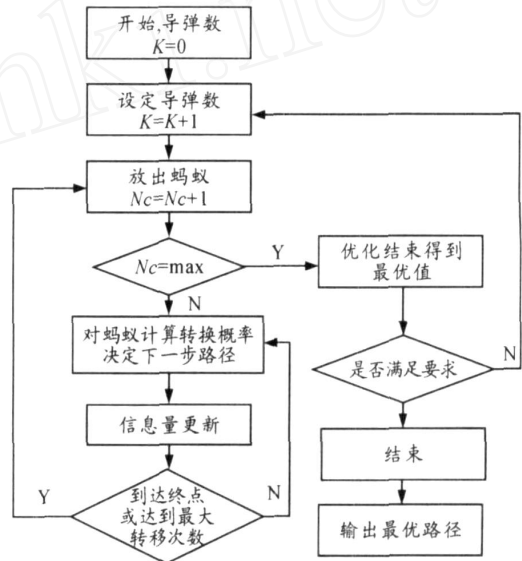 开始,导弹数
K=0
设定导弹数
K=K+1
放出蚂蚁
Nc=Nc+1
Nc=max
Y
N
优化结束得到
最优值
对蚂蚁计算转换概率
决定下一步路径
是否满足要求
N
信息量更新
结束
Y
到达终点
或达到最大
转移次数
N
输出最优路径